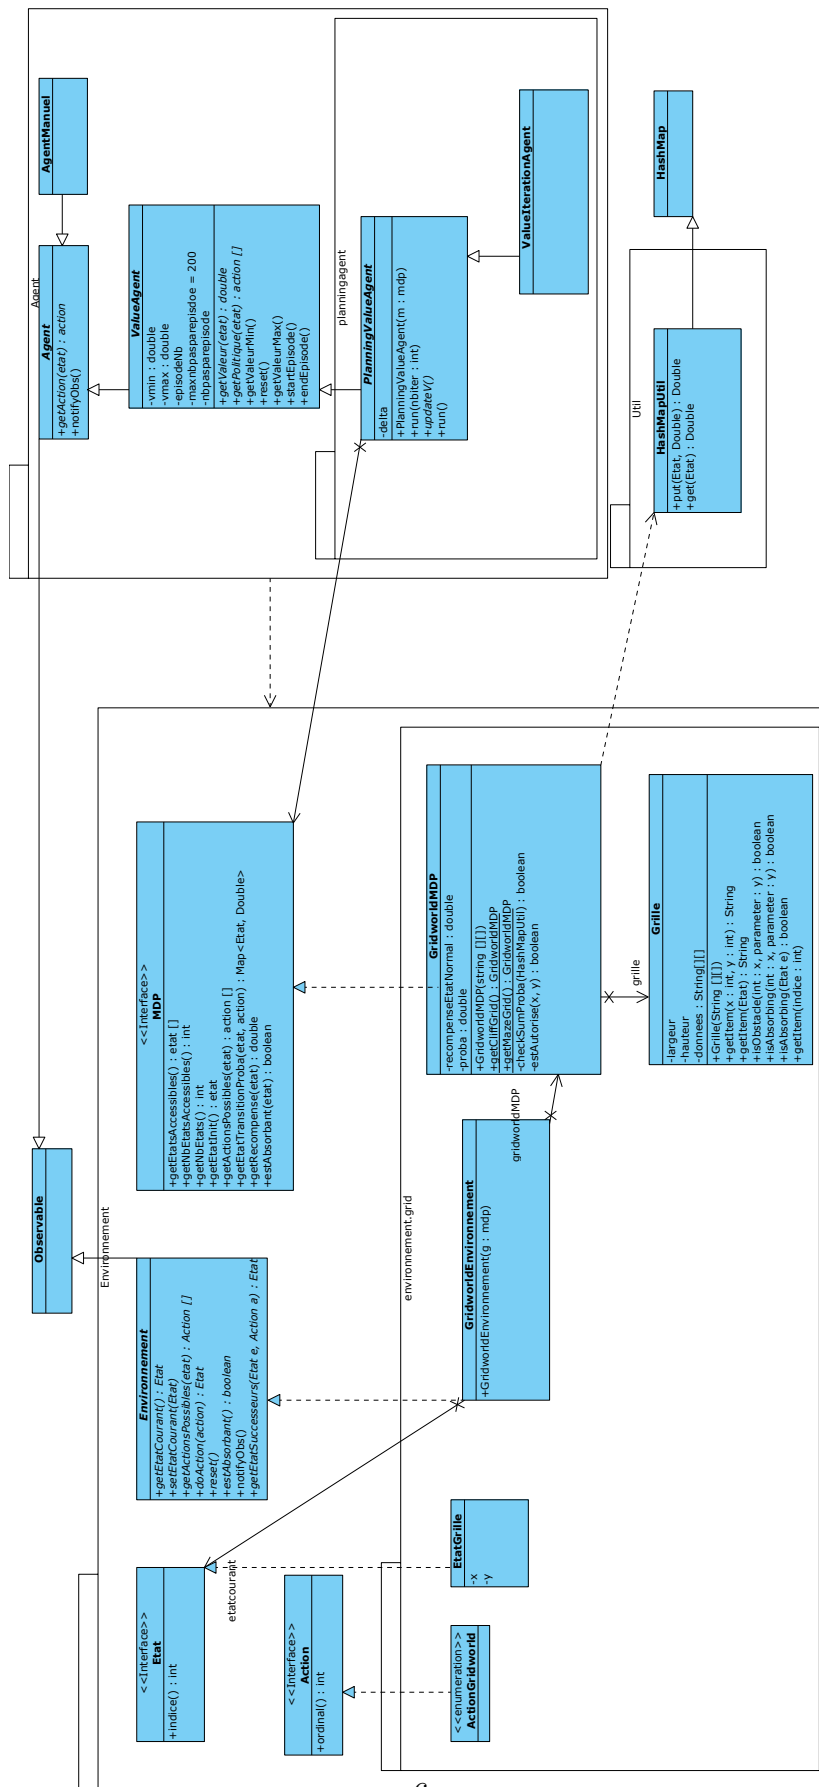 Agent
AgentManuel
Agent
+getAction(etat) : action
+notifyObs()
ValueAgent
-vmin : double
-vmax : double
-episodeNb
-maxnbpasparepisdoe = 200
-nbpasparepisode
+getValeur(etat) : double
+getPolitique(etat) : action []
+getValeurMin()
+reset()
+getValeurMax()
+startEpisode()
+endEpisode()
planningagent
PlanningValueAgent
-delta
+PlanningValueAgent(m : mdp)
+run(nbiter : int)
+updateV()
+run()
ValueIterationAgent
Util
HashMap
HashMapUtil
+put(Etat, Double) : Double
+get(Etat) : Double
Observable
Environnement
<<Interface>>
MDP
+getEtatsAccessibles() : etat []
+getNbEtatsAccessibles() : int
+getNbEtats() : int
+getEtatInit() : etat
+getActionsPossibles(etat) : action []
+getEtatTransitionProba(etat, action) : Map<Etat, Double>
+getRecompense(etat) : double
+estAbsorbant(etat) : boolean
Environnement
+getEtatCourant() : Etat
+setEtatCourant(Etat)
+getActionsPossibles(etat) : Action []
+doAction(action) : Etat
+reset()
+estAbsorbant() : boolean
+notifyObs()
+getEtatSuccesseurs(Etat e, Action a) : Etat
<<Interface>>
Etat
+indice() : int
etatcourant
<<Interface>>
Action
+ordinal() : int
environnement.grid
GridworldMDP
-recompenseEtatNormal : double
-proba : double
+GridworldMDP(string [][])
+getCliffGrid() : GridworldMDP
+getMazeGrid() : GridworldMDP
-checkSumProba(HashMapUtil) : boolean
-estAutorise(x, y) : boolean
gridworldMDP
GridworldEnvironnement
+GridworldEnvironnement(g : mdp)
EtatGrille
-x
-y
<<enumeration>>
ActionGridworld
grille
Grille
-largeur
-hauteur
-donnees : String[][]
+Grille(String [][])
+getItem(x : int, y : int) : String
+getItem(Etat) : String
+isObstacle(int : x, parameter : y) : boolean
+isAbsorbing(int : x, parameter : y) : boolean
+isAbsorbing(Etat e) : boolean
+getItem(indice : int)